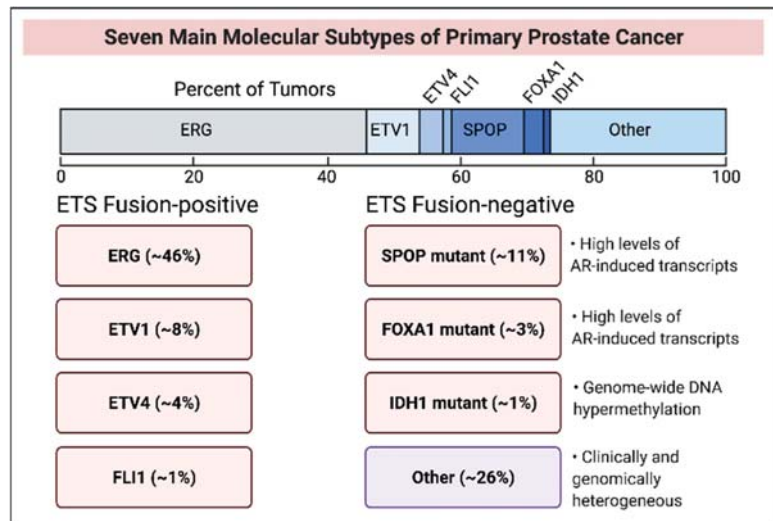 Seven Main Molecular Subtypes of Primary Prostate Cancer
Percent of Tumors
ETV4
FLI1
FOXA1
IDH1
ERG
ETV1
SPOP
Other
0
20
40
60
80
100
ETS Fusion-positive
ETS Fusion-negative
ERG (~46%)
SPOP mutant (~11%)
• High levels of
AR-induced transcripts
ETV1 (~8%)
FOXA1 mutant (~3%)
• High levels of
AR-induced transcripts
ETV4 (~4%)
IDH1 mutant (~1%)
• Genome-wide DNA
hypermethylation
FLI1 (~1%)
Other (~26%)
• Clinically and
genomically
heterogeneous